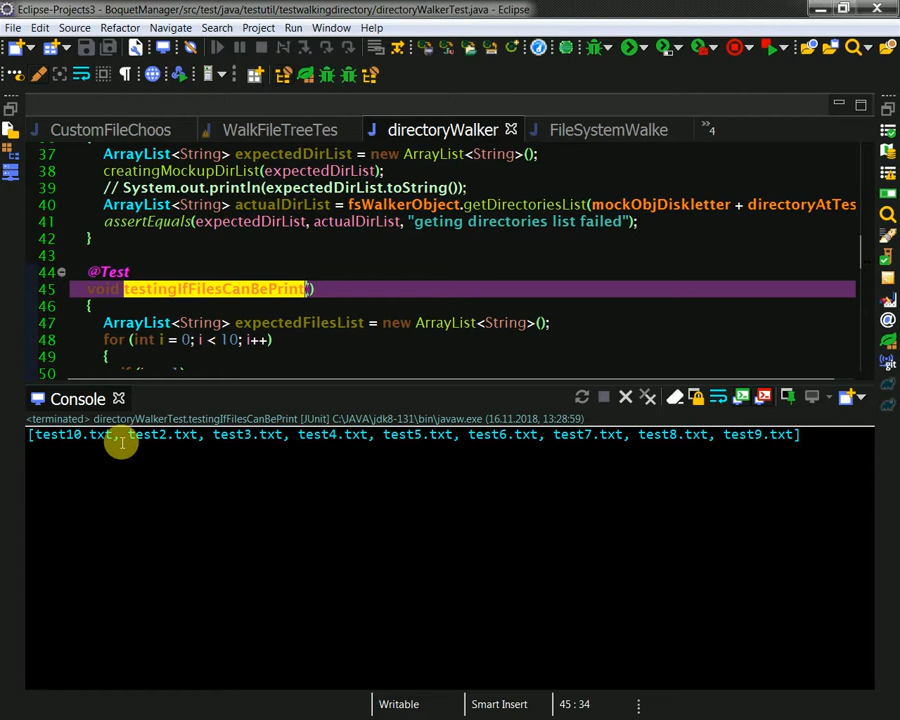 Eclipse-Projects3 - BoquetManager/src/test/java/testutil/testwalkingdirectory/directoryWalkerTest.java - Eclipse
File Edit Source Refactor Navigate Search Project Run Window Help
CustomFileChoos WalkFileTreeTes directoryWalker FileSystemWalke »4
37 ArrayList<String> expectedDirList = new ArrayList<String>();
38 creatingMockupDirList(expectedDirList);
39 // System.out.println(expectedDirList.toString());
40 ArrayList<String> actualDirList = fsWalkerObject.getDirectoriesList(mockObjDiskletter + directoryAtTes
41 assertEquals(expectedDirList, actualDirList, "geting directories list failed");
42 }
43
44 @Test
45 void testingIfFilesCanBePrint()
46 {
47 ArrayList<String> expectedFilesList = new ArrayList<String>();
48 for (int i = 0; i < 10; i++)
49 {
50
Console
<terminated> directoryWalkerTest.testingIfFilesCanBePrint [JUnit] C:\JAVA\jdk8-131\bin\javaw.exe (16.11.2018, 13:28:59)
[test10.txt, test2.txt, test3.txt, test4.txt, test5.txt, test6.txt, test7.txt, test8.txt, test9.txt]
Writable Smart Insert 45 : 34